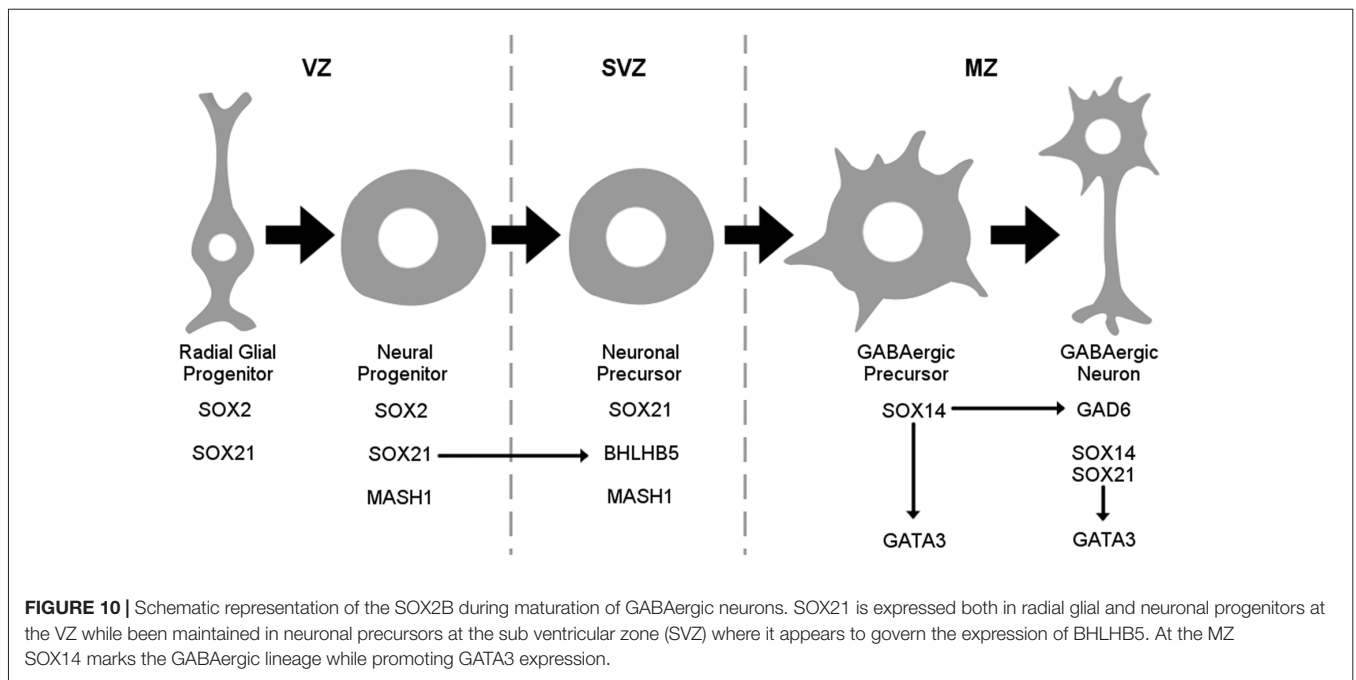 VZ
SVZ
MZ
Radial Glial
Progenitor
SOX2
SOX21
Neural
Progenitor
SOX2
SOX21
MASH1
Neuronal
Precursor
SOX21
BHLHB5
MASH1
GABAergic
Precursor
SOX14
GATA3
GABAergic
Neuron
GAD6
SOX14
SOX21
GATA3
FIGURE 10 | Schematic representation of the SOX2B during maturation of GABAergic neurons. SOX21 is expressed both in radial glial and neuronal progenitors at
the VZ while been maintained in neuronal precursors at the sub ventricular zone (SVZ) where it appears to govern the expression of BHLHB5. At the MZ
SOX14 marks the GABAergic lineage while promoting GATA3 expression.